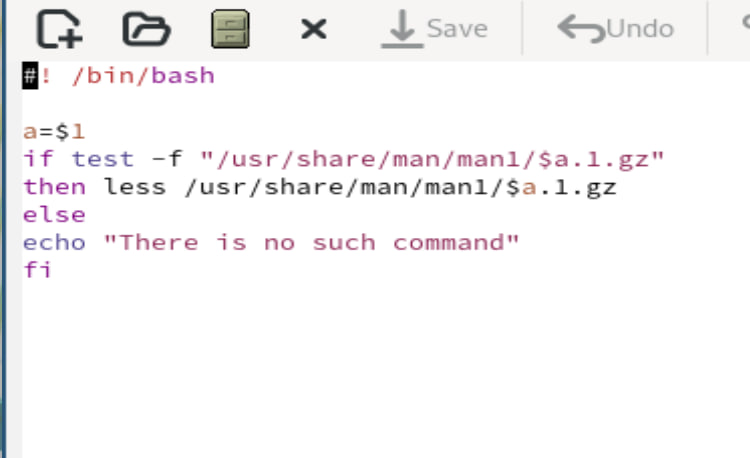 Save Undo
#! /bin/bash
a=$1
if test -f "/usr/share/man/man1/$a.1.gz"
then less /usr/share/man/man1/$a.1.gz
else
echo "There is no such command"
fi